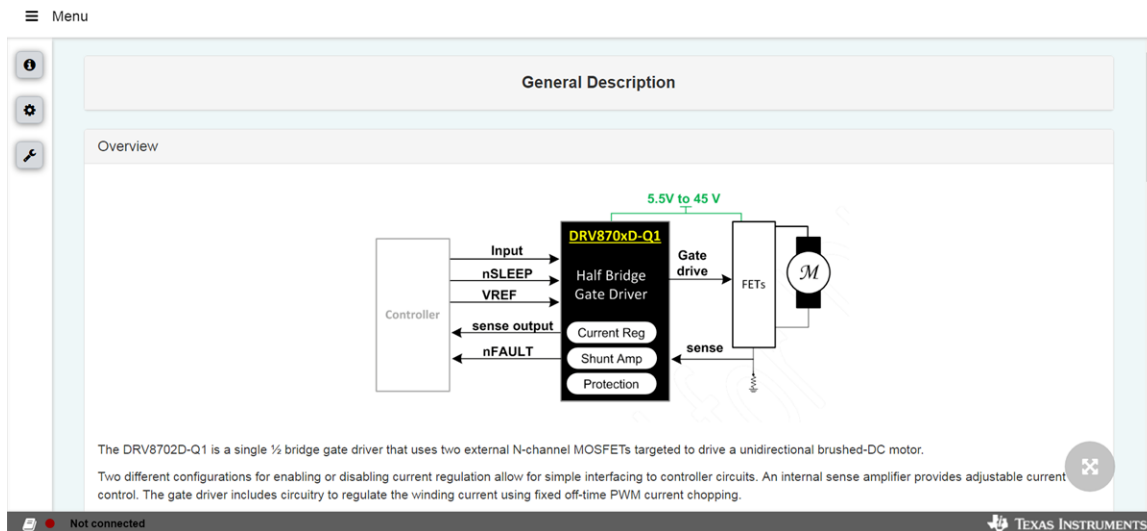 Menu
General Description
Overview
5.5V to 45 V
DRV870xD-Q1
Input
nSLEEP
VREF
sense output
nFAULT
Controller
Half Bridge
Gate Driver
Current Reg
Shunt Amp
Protection
Gate
drive
sense
FETs
M
The DRV8702D-Q1 is a single ½ bridge gate driver that uses two external N-channel MOSFETs targeted to drive a unidirectional brushed-DC motor.
Two different configurations for enabling or disabling current regulation allow for simple interfacing to controller circuits. An internal sense amplifier provides adjustable current
control. The gate driver includes circuitry to regulate the winding current using fixed off-time PWM current chopping.
Not connected
TEXAS INSTRUMENTS